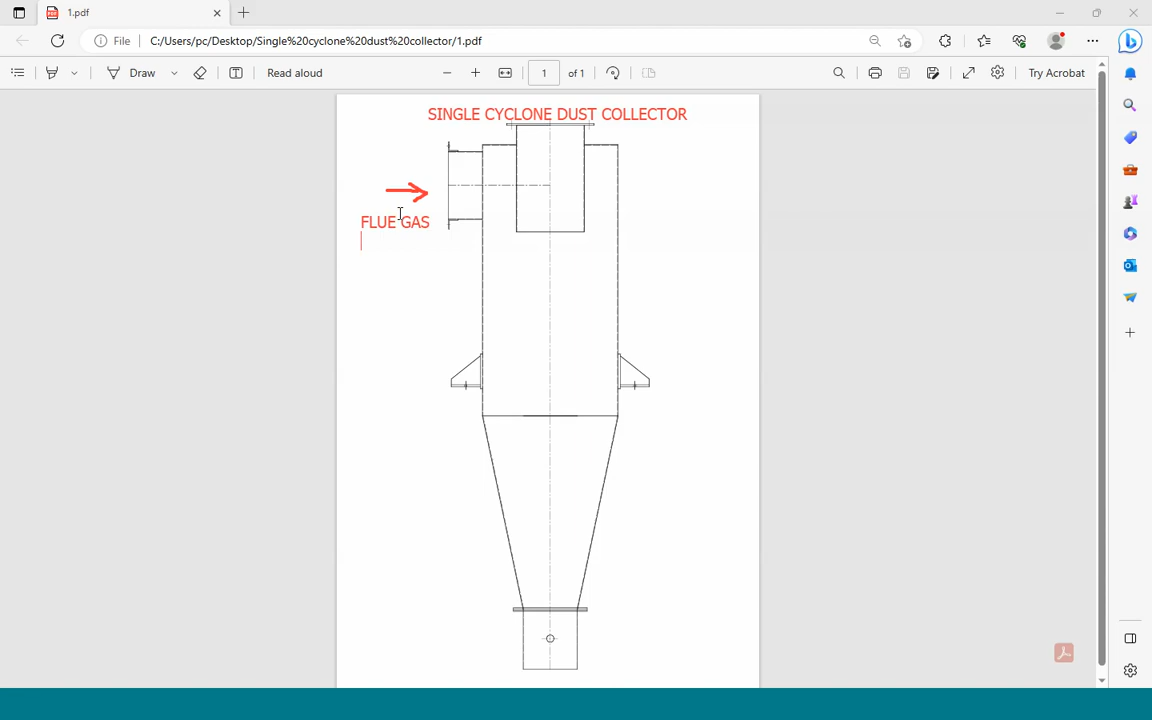 1.pdf
File
C:/Users/pc/Desktop/Single%20cyclone%20dust%20collector/1.pdf
Draw
Read aloud
1
of 1
Try Acrobat
SINGLE CYCLONE DUST COLLECTOR
FLUE GAS